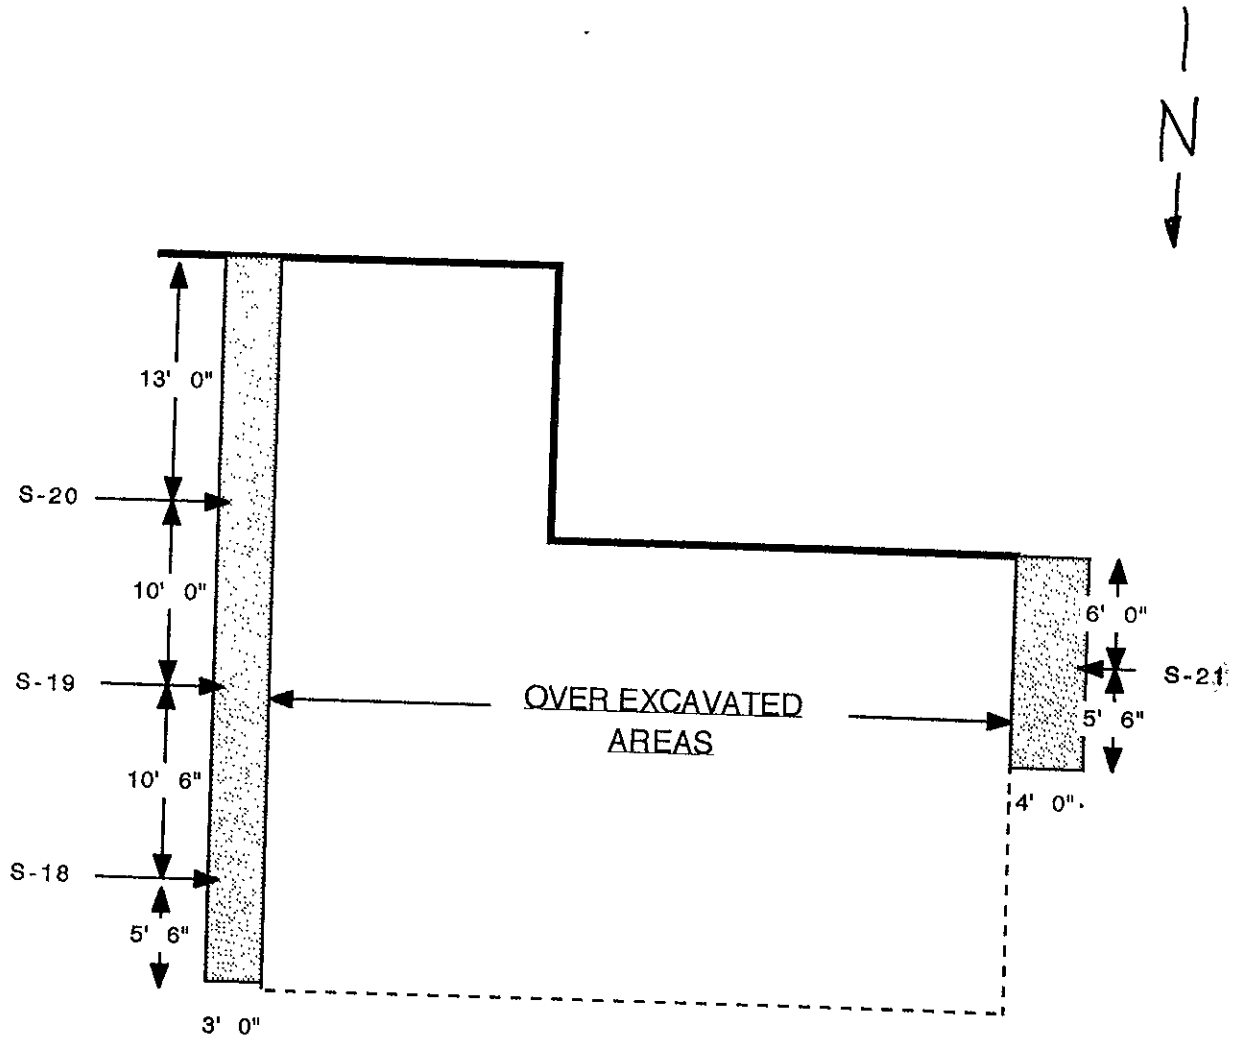 N
13' 0"
S-20
10' 0"
6' 0"
S-19
S-21
OVER EXCAVATED
AREAS
5' 6"
10' 6"
4' 0"
S-18
5' 6"
3' 0"